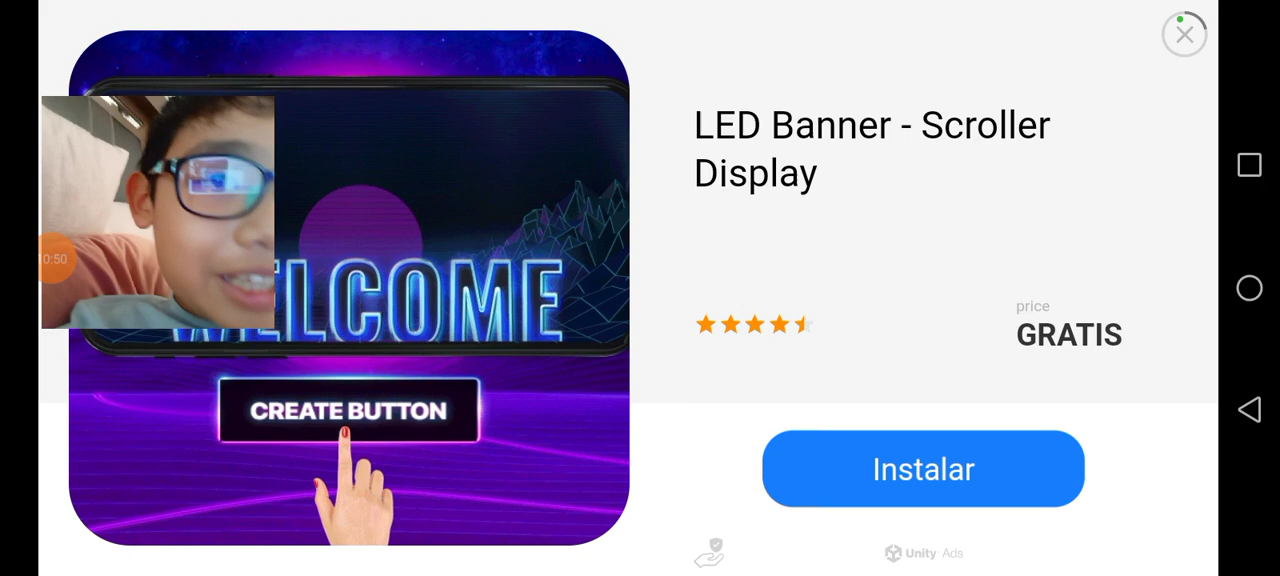 LED Banner - Scroller
Display
10:50
WELCOME
price
GRATIS
CREATE BUTTON
Instalar
Unity Ads